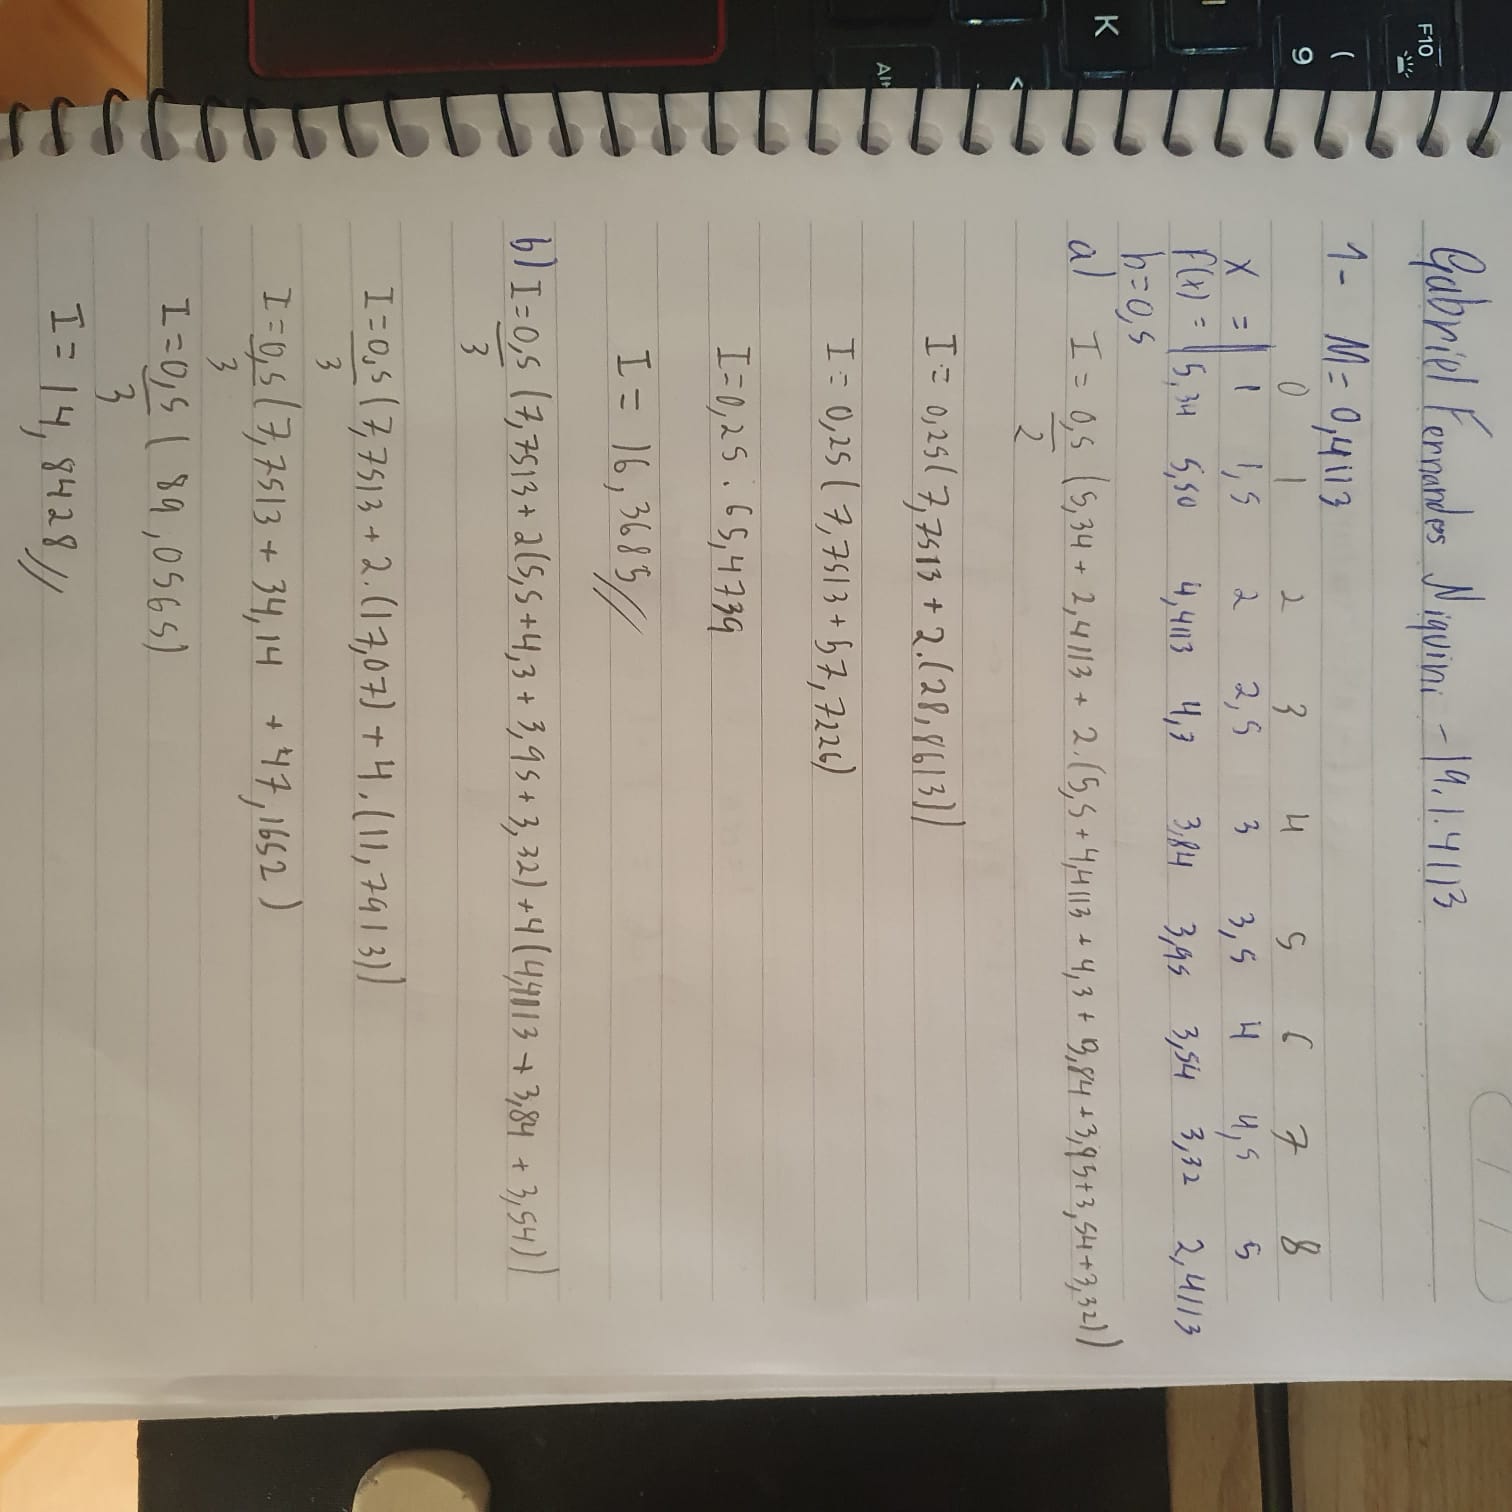 F10
(
9
K
<
Alt
Gabriel Fernandes Niquini - 19.1.4113
1- M = 0,4113
0 1 2 3 4 5 6 7 8
x = | 1 1,5 2 2,5 3 3,5 4 4,5 5
f(x) = | 5,34 5,50 4,4113 4,3 3,84 3,95 3,54 3,32 2,4113
h=0,5
a) I = 0,5/2 (5,34 + 2,4113 + 2.(5,5+4,4113+4,3+3,84+3,95+3,54+3,32))
I = 0,25(7,7513 + 2.(28,8613))
I = 0,25(7,7513+57,7226)
I=0,25 . 65,4739
I = 16,3685//
b) I=0,5/3 (7,7513+2(5,5+4,3+3,95+3,32)+4(4,4113+3,84+3,54))
I=0,5/3 (7,7513+2.(17,07)+4.(11,7913))
I=0,5/3 (7,7513+34,14 +47,1652)
I=0,5/3 (89,0565)
I=14,8428//